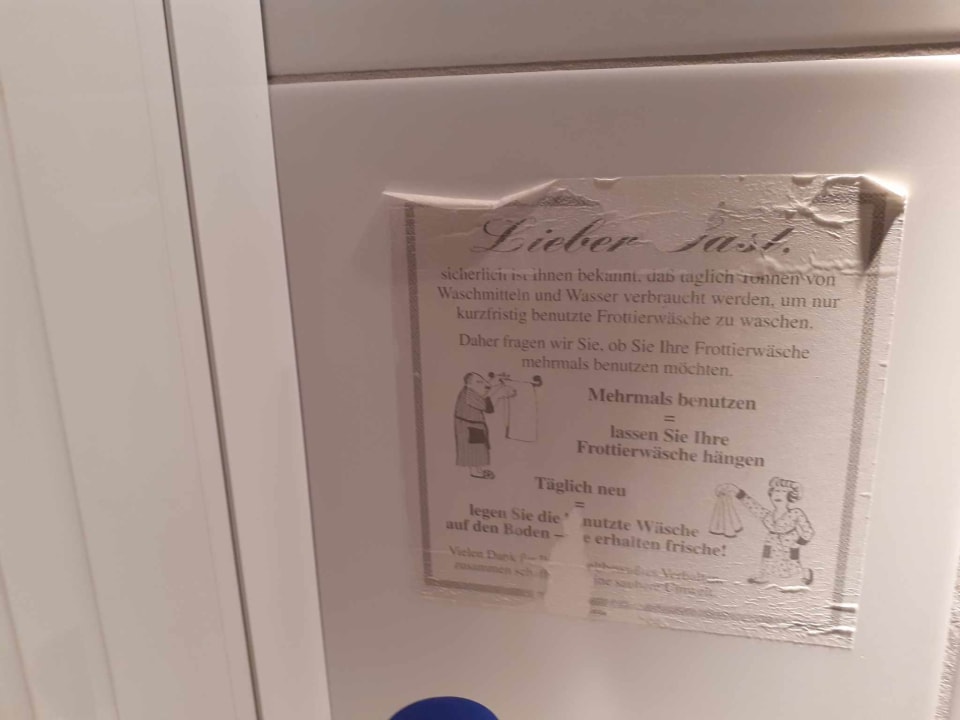 Lieber Gast,
sicherlich ist ihnen bekannt, daß täglich Tonnen von
Waschmitteln und Wasser verbraucht werden, um nur
kurzfristig benutzte Frottierwäsche zu waschen.
Daher fragen wir Sie, ob Sie Ihre Frottierwäsche
mehrmals benutzen möchten.
Mehrmals benutzen
=
lassen Sie Ihre
Frottierwäsche hängen
Täglich neu
=
legen Sie die nutzte Wäsche
auf den Boden – e erhalten frische!
Vielen Dank
zusammen